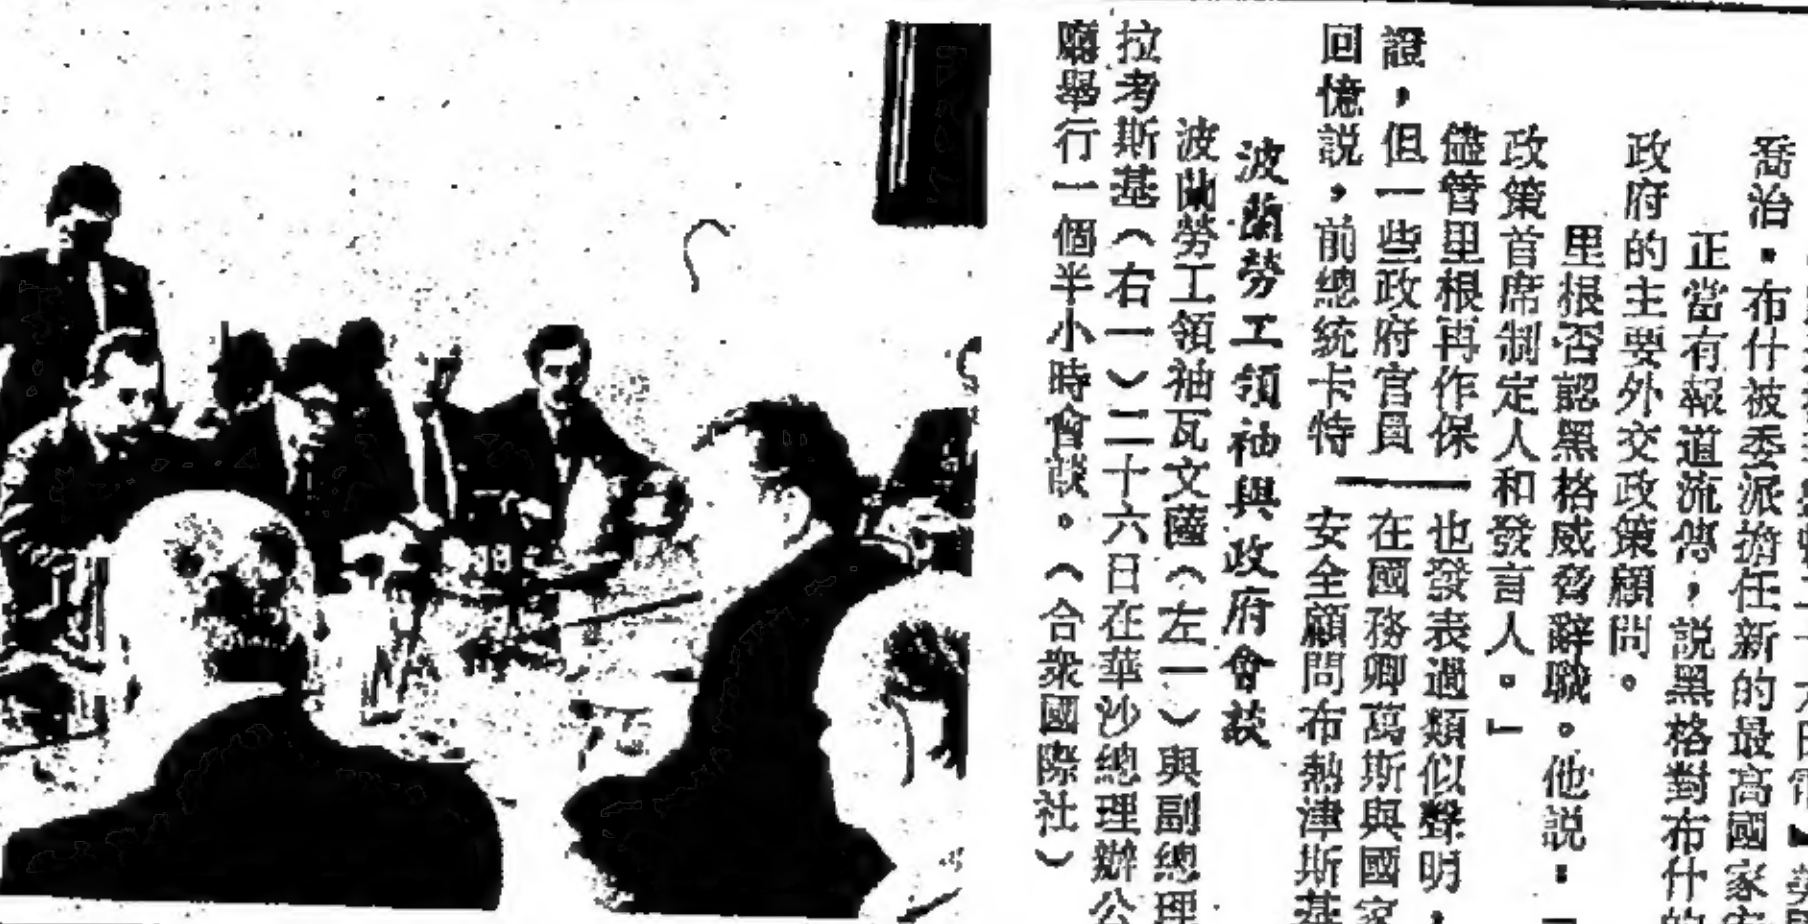 喬治・布什被委派擔任新的最高國家
正當有報道流傳，説黑格對布什的
政府的主要外交政策顧問。
里根否認黑格威脅辭職。他説：
政策首席制定人和發言人。」
儘管里根再作保
證，但一些政府官員
回憶説，前總統卡特
也發表過類似聲明，
在國務卿萬斯與國家
安全顧問布熱津斯基
波蘭勞工領袖與政府會談
波蘭勞工領袖瓦文薩（左一）與副總理
拉考斯基（右一）二十六日在華沙總理辦公
廳舉行一個半小時會談。（合衆國際社）